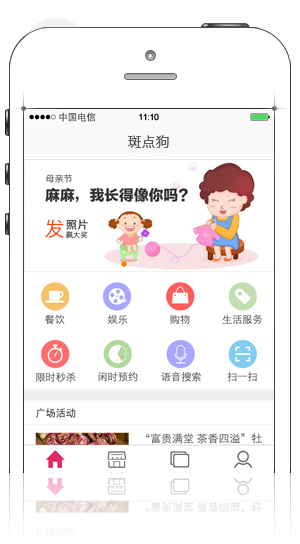 中国电信 11:10
斑点狗
母亲节
麻麻，我长得像你吗?
发照片
赢大奖
餐饮 娱乐 购物 生活服务
限时秒杀 闲时预约 语音搜索 扫一扫
广场活动
“富贵满堂 茶香四溢”牡